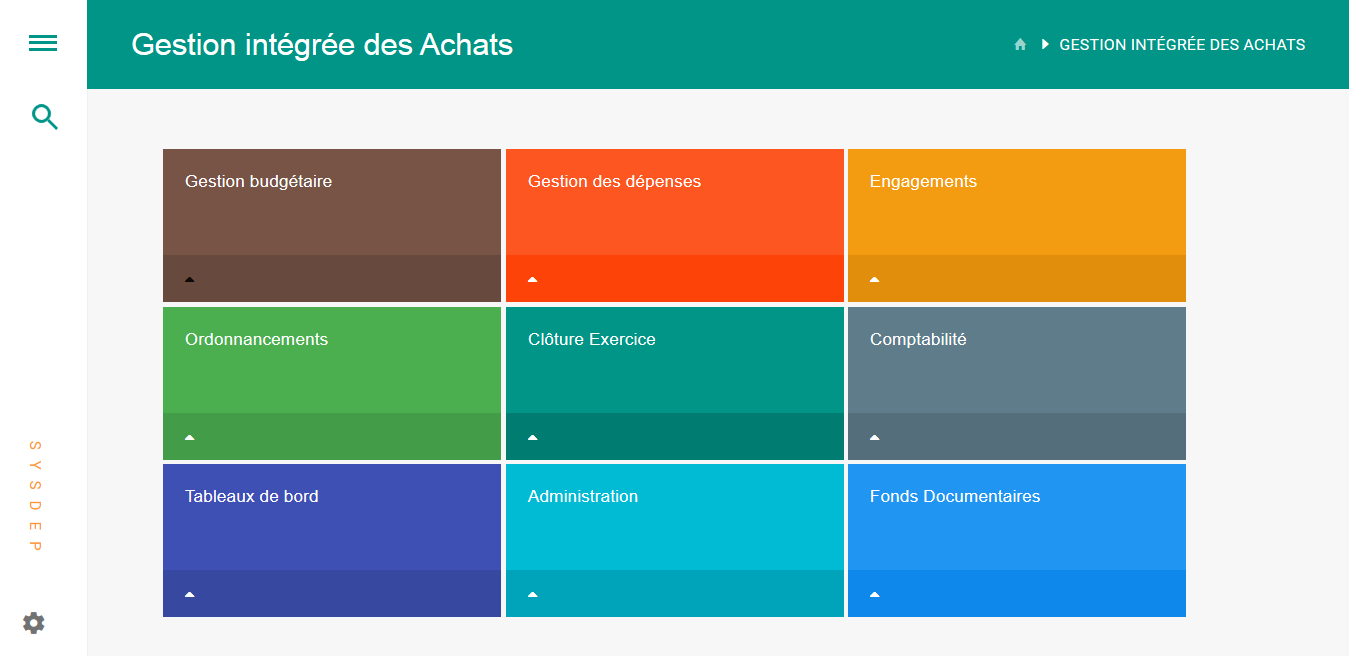 Gestion intégrée des Achats
GESTION INTÉGRÉE DES ACHATS
Gestion budgétaire
Gestion des dépenses
Engagements
Ordonnancements
Clôture Exercice
Comptabilité
Tableaux de bord
Administration
Fonds Documentaires
SYSDEP